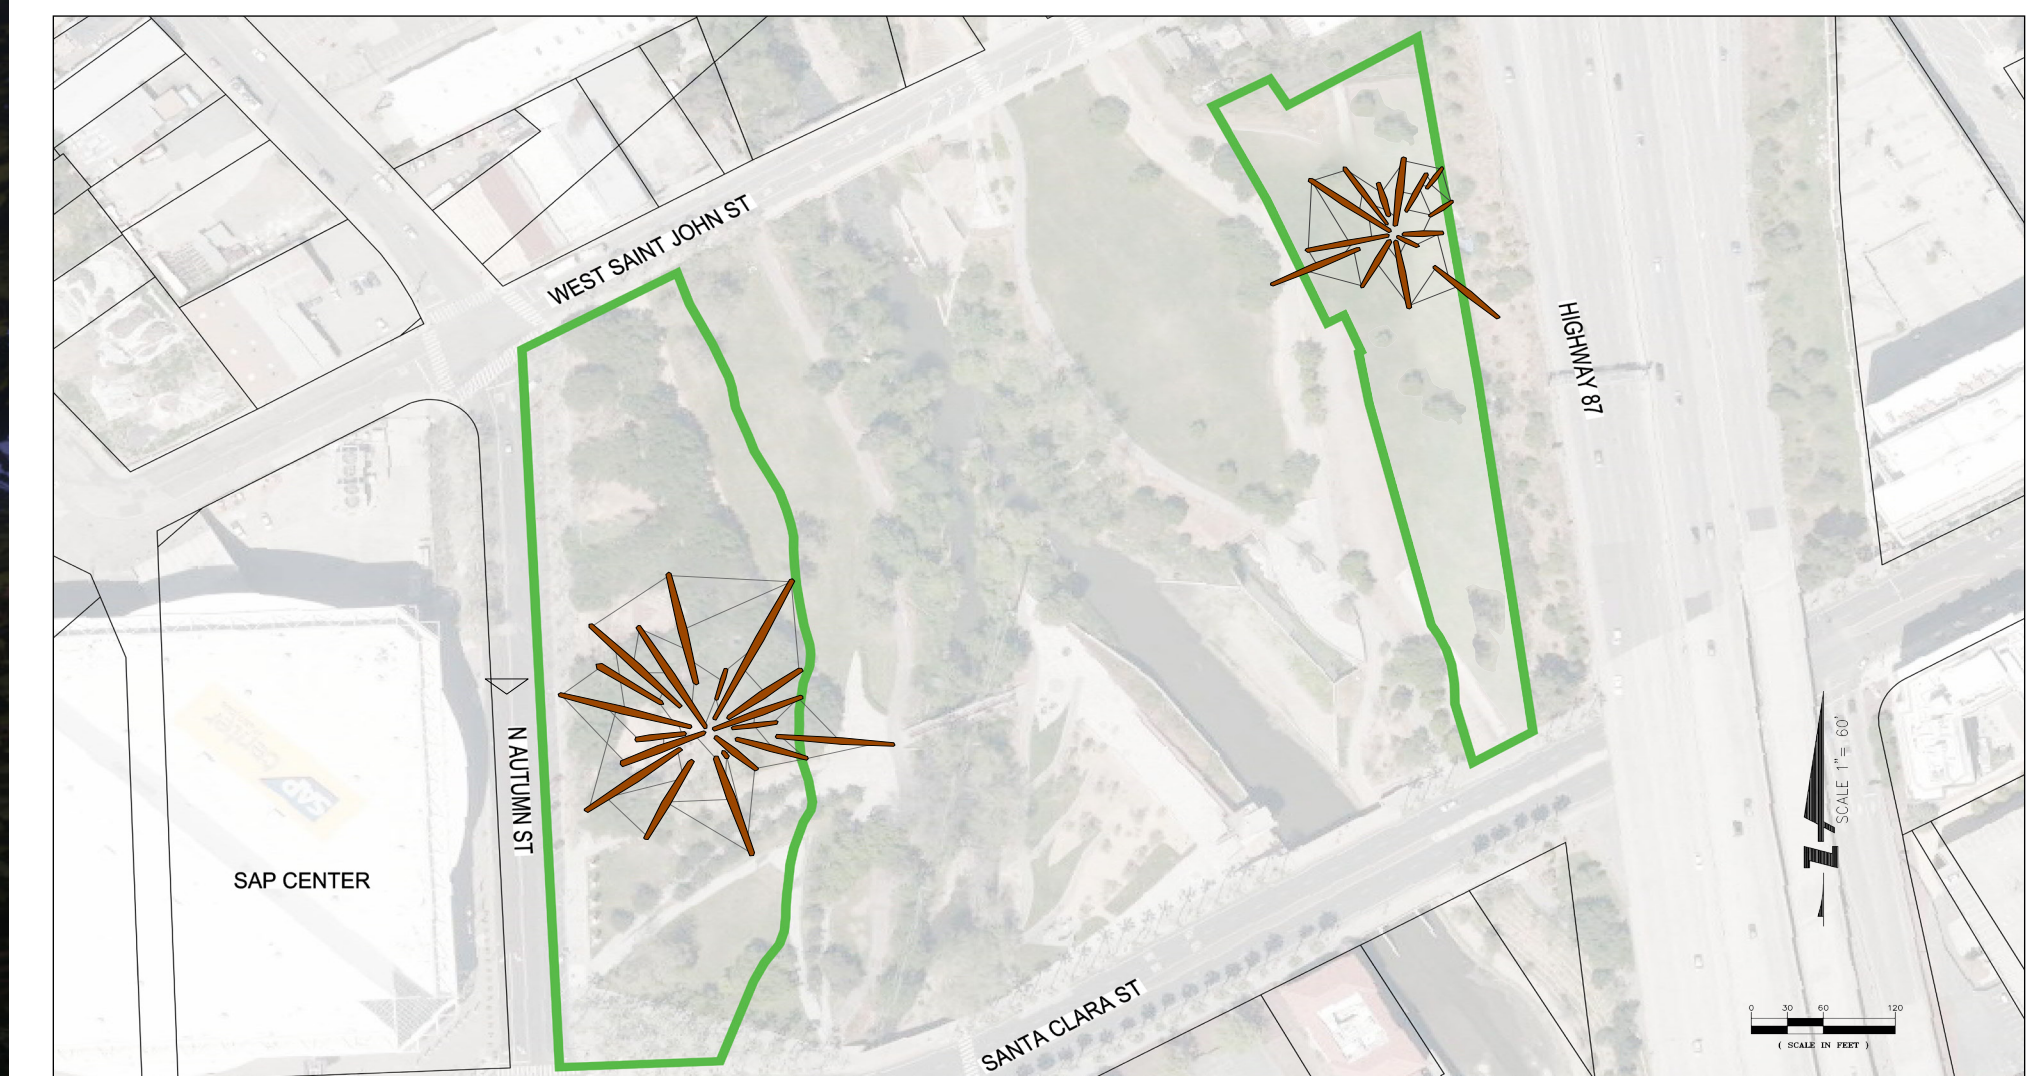 WEST SAINT JOHN ST
HIGHWAY 87
N AUTUMN ST
SAP
SAP CENTER
SANTA CLARA ST
SCALE 1" = 60'
0 30 60 120
( SCALE IN FEET )